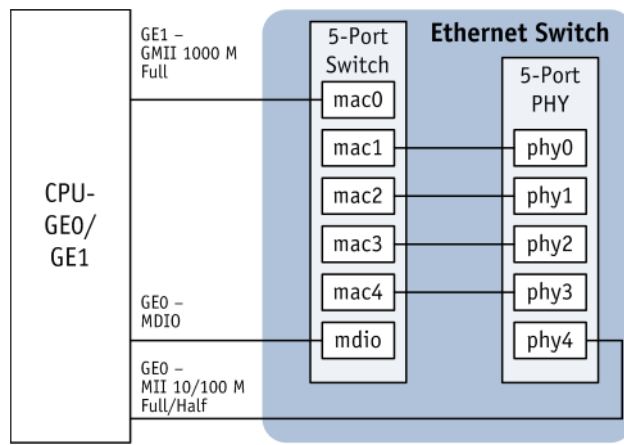 Ethernet Switch
GE1 –
GMII 1000 M
Full
5-Port
Switch
5-Port
PHY
mac0
mac1
phy0
mac2
phy1
mac3
phy2
mac4
phy3
mdio
phy4
CPU-
GE0/
GE1
GE0 –
MDIO
GE0 –
MII 10/100 M
Full/Half